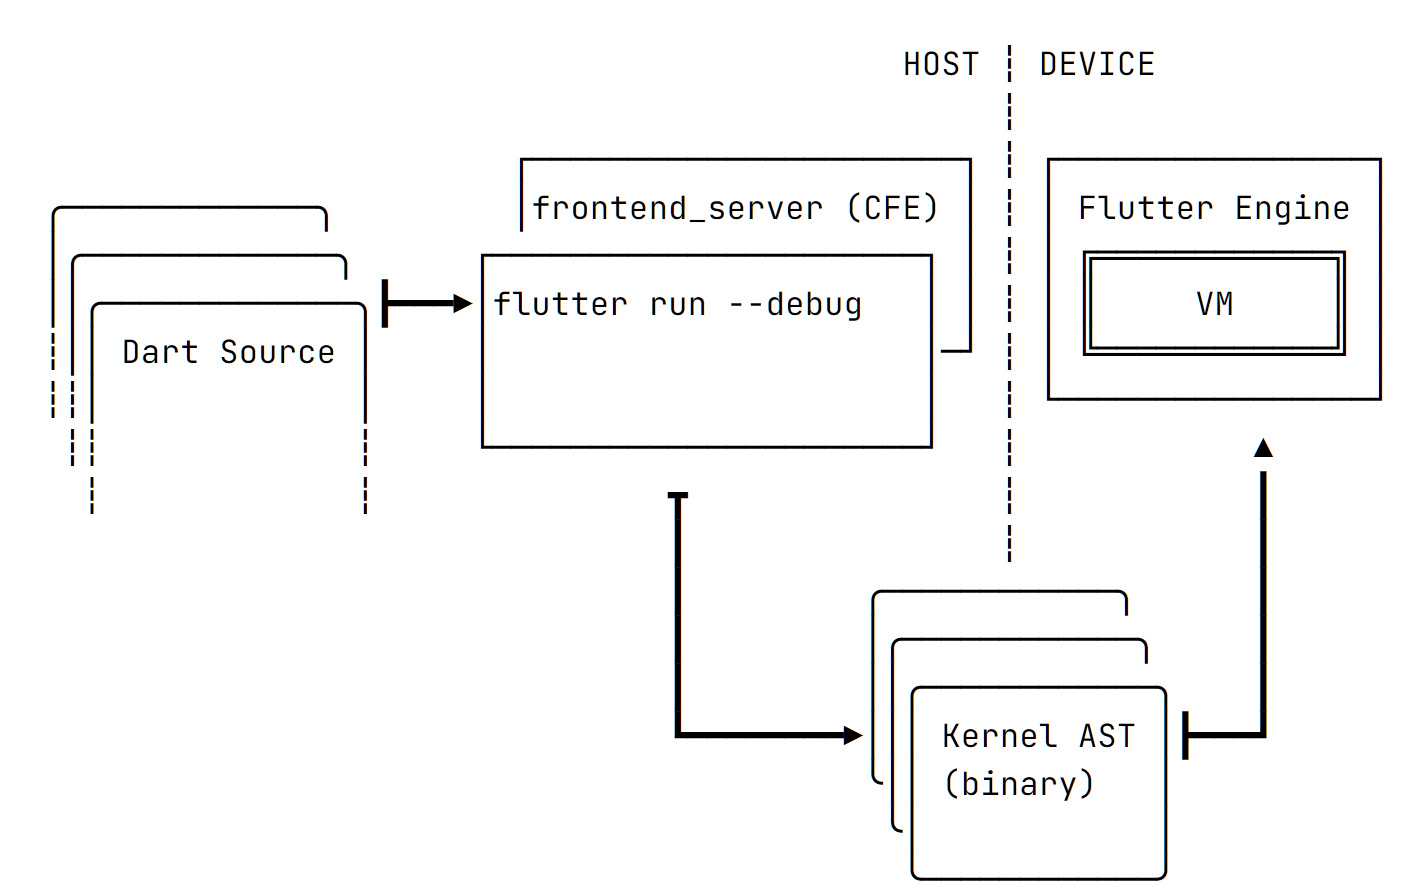 HOST
DEVICE
frontend_server (CFE)
Flutter Engine
flutter run --debug
VM
Dart Source
Kernel AST
(binary)